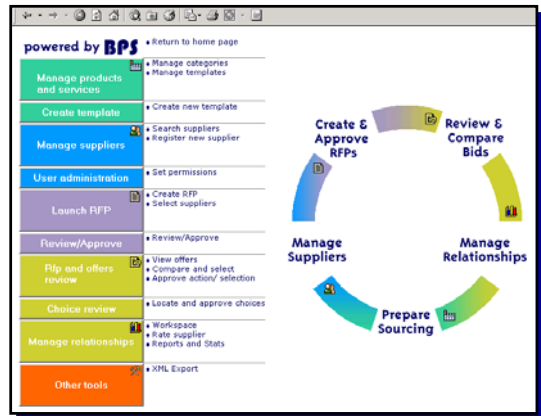 powered by BPS
• Return to home page
Manage products
and services
• Manage categories
• Manage templates
Create template
• Create new template
Manage suppliers
• Search suppliers
• Register new supplier
User administration
• Set permissions
Launch RFP
• Create RFP
• Select suppliers
Review/Approve
• Review/Approve
Rfp and offers
review
• View offers
• Compare and select
• Approve action/ selection
Choice review
• Locate and approve choices
Manage relationships
• Workspace
• Rate supplier
• Reports and Stats
Other tools
• XML Export
Create &
Approve
RFPs
Review &
Compare
Bids
Manage
Suppliers
Manage
Relationships
Prepare
Sourcing